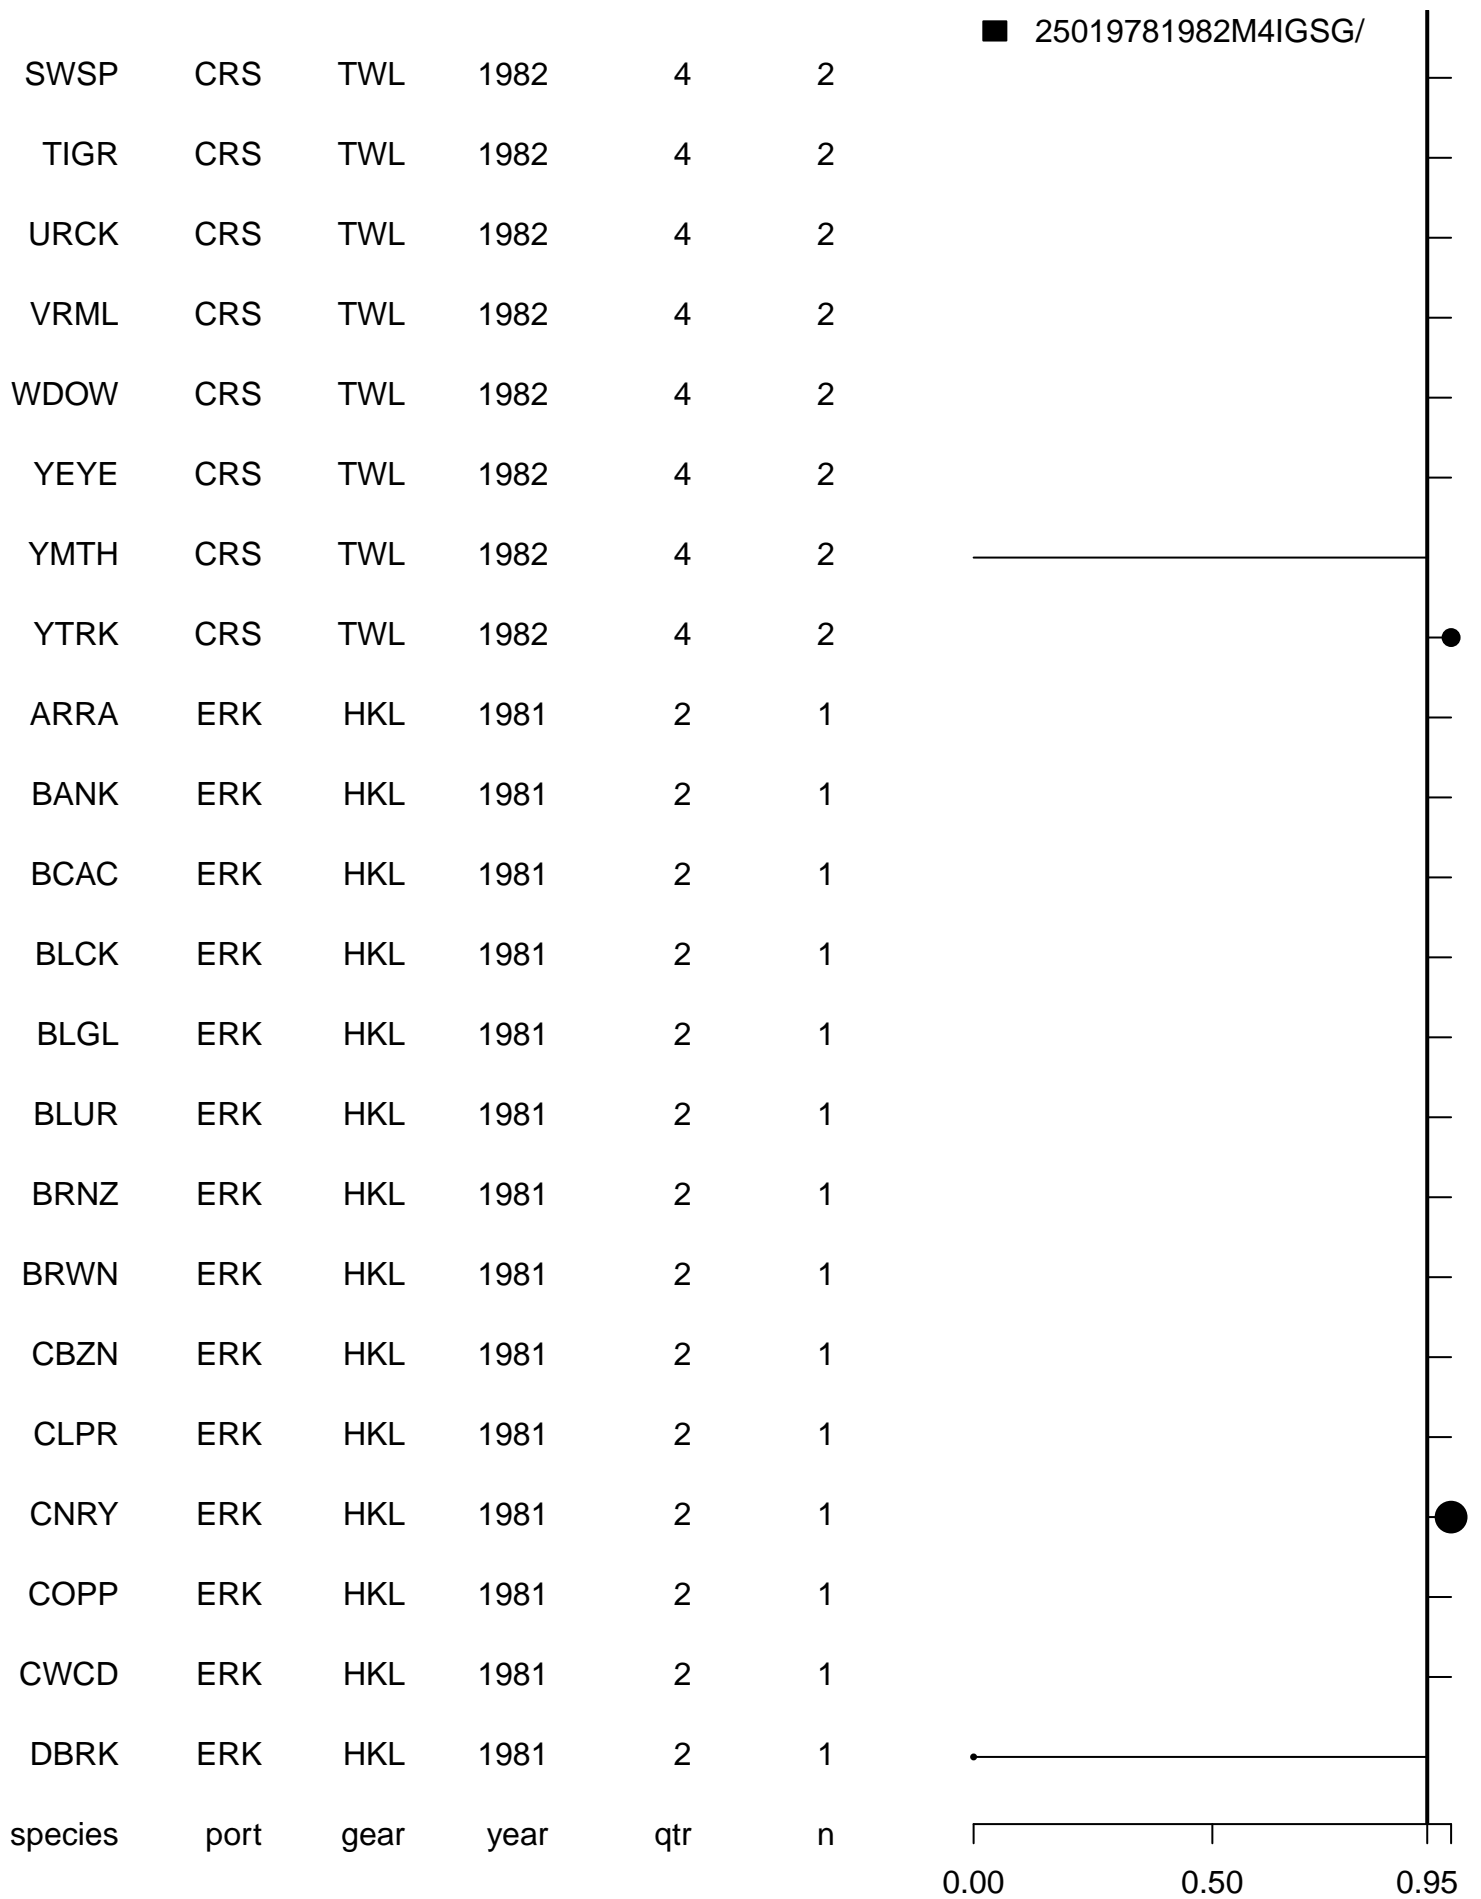 25019781982M4IGSG/
SWSP CRS TWL 1982 4 2
TIGR CRS TWL 1982 4 2
URCK CRS TWL 1982 4 2
VRML CRS TWL 1982 4 2
WDOW CRS TWL 1982 4 2
YEYE CRS TWL 1982 4 2
YMTH CRS TWL 1982 4 2
YTRK CRS TWL 1982 4 2
ARRA ERK HKL 1981 2 1
BANK ERK HKL 1981 2 1
BCAC ERK HKL 1981 2 1
BLCK ERK HKL 1981 2 1
BLGL ERK HKL 1981 2 1
BLUR ERK HKL 1981 2 1
BRNZ ERK HKL 1981 2 1
BRWN ERK HKL 1981 2 1
CBZN ERK HKL 1981 2 1
CLPR ERK HKL 1981 2 1
CNRY ERK HKL 1981 2 1
COPP ERK HKL 1981 2 1
CWCD ERK HKL 1981 2 1
DBRK ERK HKL 1981 2 1
species port gear year qtr n
0.00 0.50 0.95